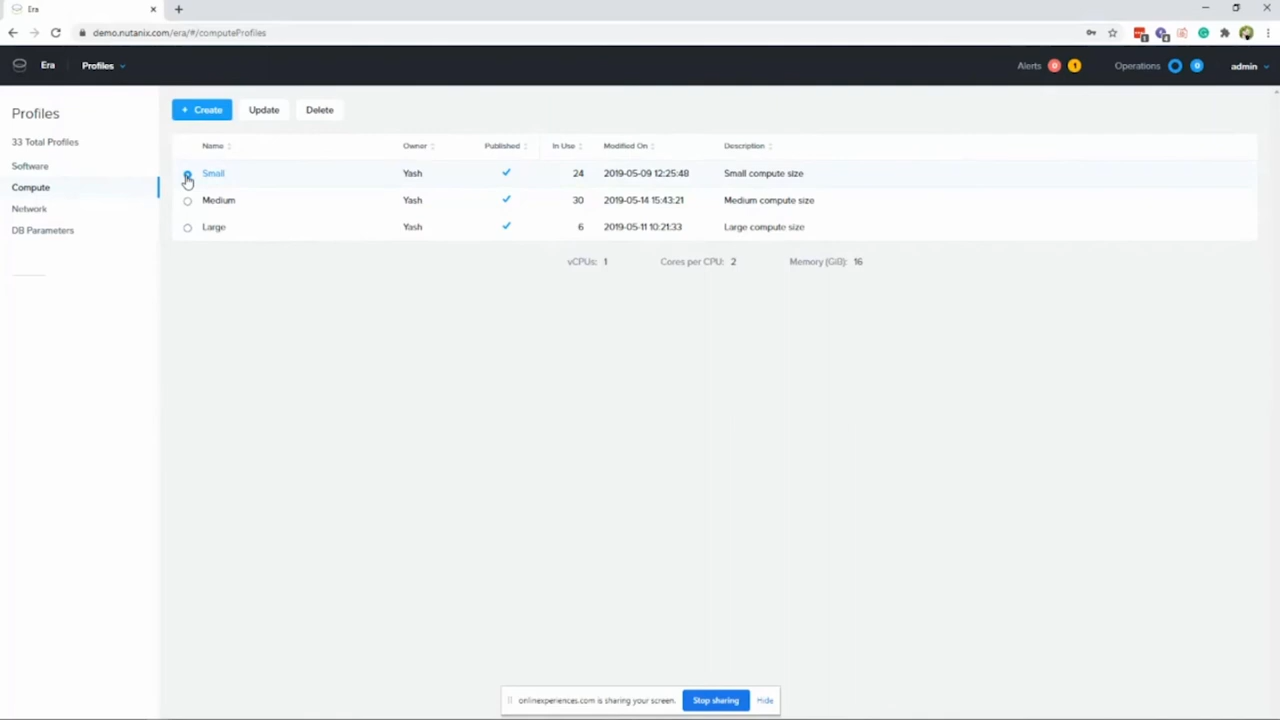 Era
demo.nutanix.com/era/#/computeProfiles
Era Profiles Alerts 0 1 Operations 0 admin
Profiles
33 Total Profiles
Software
Compute
Network
DB Parameters
+ Create Update Delete
Name Owner Published In Use Modified On Description
Small Yash 24 2019-05-09 12:25:48 Small compute size
Medium Yash 30 2019-05-14 15:43:21 Medium compute size
Large Yash 6 2019-05-11 10:21:33 Large compute size
vCPUs: 1 Cores per CPU: 2 Memory (GiB): 16
onlinexperiences.com is sharing your screen. Stop sharing Hide